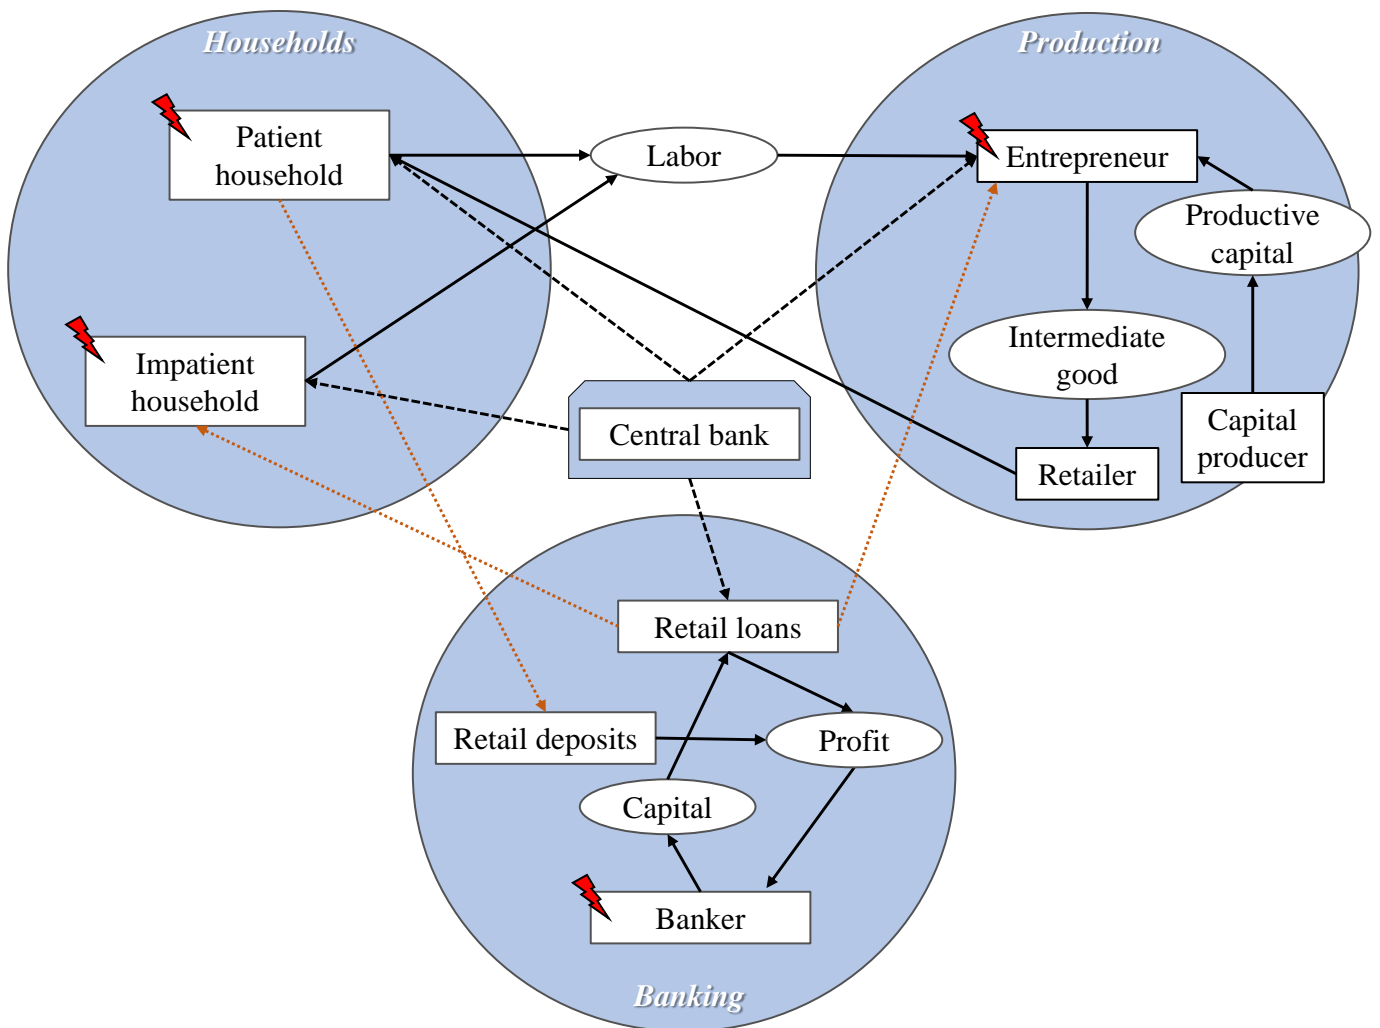 Households
Production
Patient
household
Labor
Entrepreneur
Productive
capital
Intermediate
good
Impatient
household
Central bank
Capital
producer
Retailer
Retail loans
Retail deposits
Profit
Capital
Banker
Banking